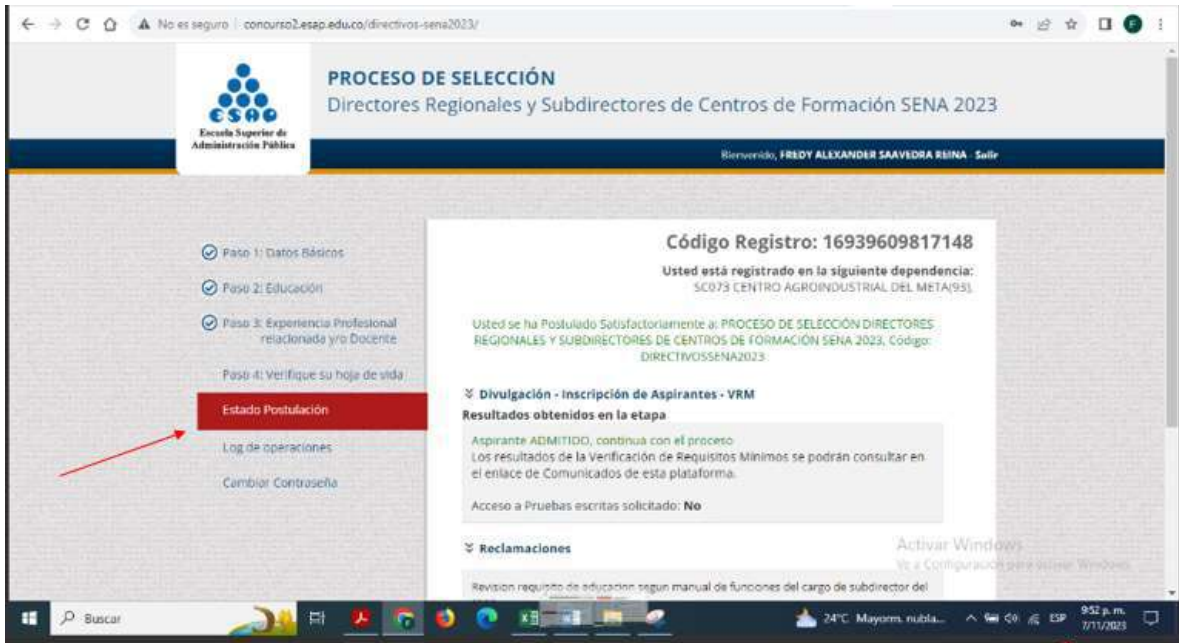 No es seguro | concurso2.esap.edu.co/directivos-sena2023/
esap
Escuela Superior de
Administración Pública
PROCESO DE SELECCIÓN
Directores Regionales y Subdirectores de Centros de Formación SENA 2023
Bienvenido, FREDY ALEXANDER SAAVEDRA REINA - Salir
Paso 1: Datos Básicos
Paso 2: Educación
Paso 3: Experiencia Profesional
relacionada y/o Docente
Paso 4: Verifique su hoja de vida
Estado Postulación
Log de operaciones
Cambiar Contraseña
Código Registro: 16939609817148
Usted está registrado en la siguiente dependencia:
SC073 CENTRO AGROINDUSTRIAL DEL META(93),
Usted se ha Postulado Satisfactoriamente a: PROCESO DE SELECCIÓN DIRECTORES
REGIONALES Y SUBDIRECTORES DE CENTROS DE FORMACIÓN SENA 2023, Código:
DIRECTIVOSSENA2023
Divulgación - Inscripción de Aspirantes - VRM
Resultados obtenidos en la etapa
Aspirante ADMITIDO, continua con el proceso
Los resultados de la Verificación de Requisitos Mínimos se podrán consultar en
el enlace de Comunicados de esta plataforma.
Acceso a Pruebas escritas solicitado: No
Reclamaciones
Revision requisito de educacion segun manual de funciones del cargo de subdirector del
Activar Windows
Ve a Configuración para activar Windows.
Buscar
24°C Mayorm. nubla...
ESP
9:52 p. m.
7/11/2023